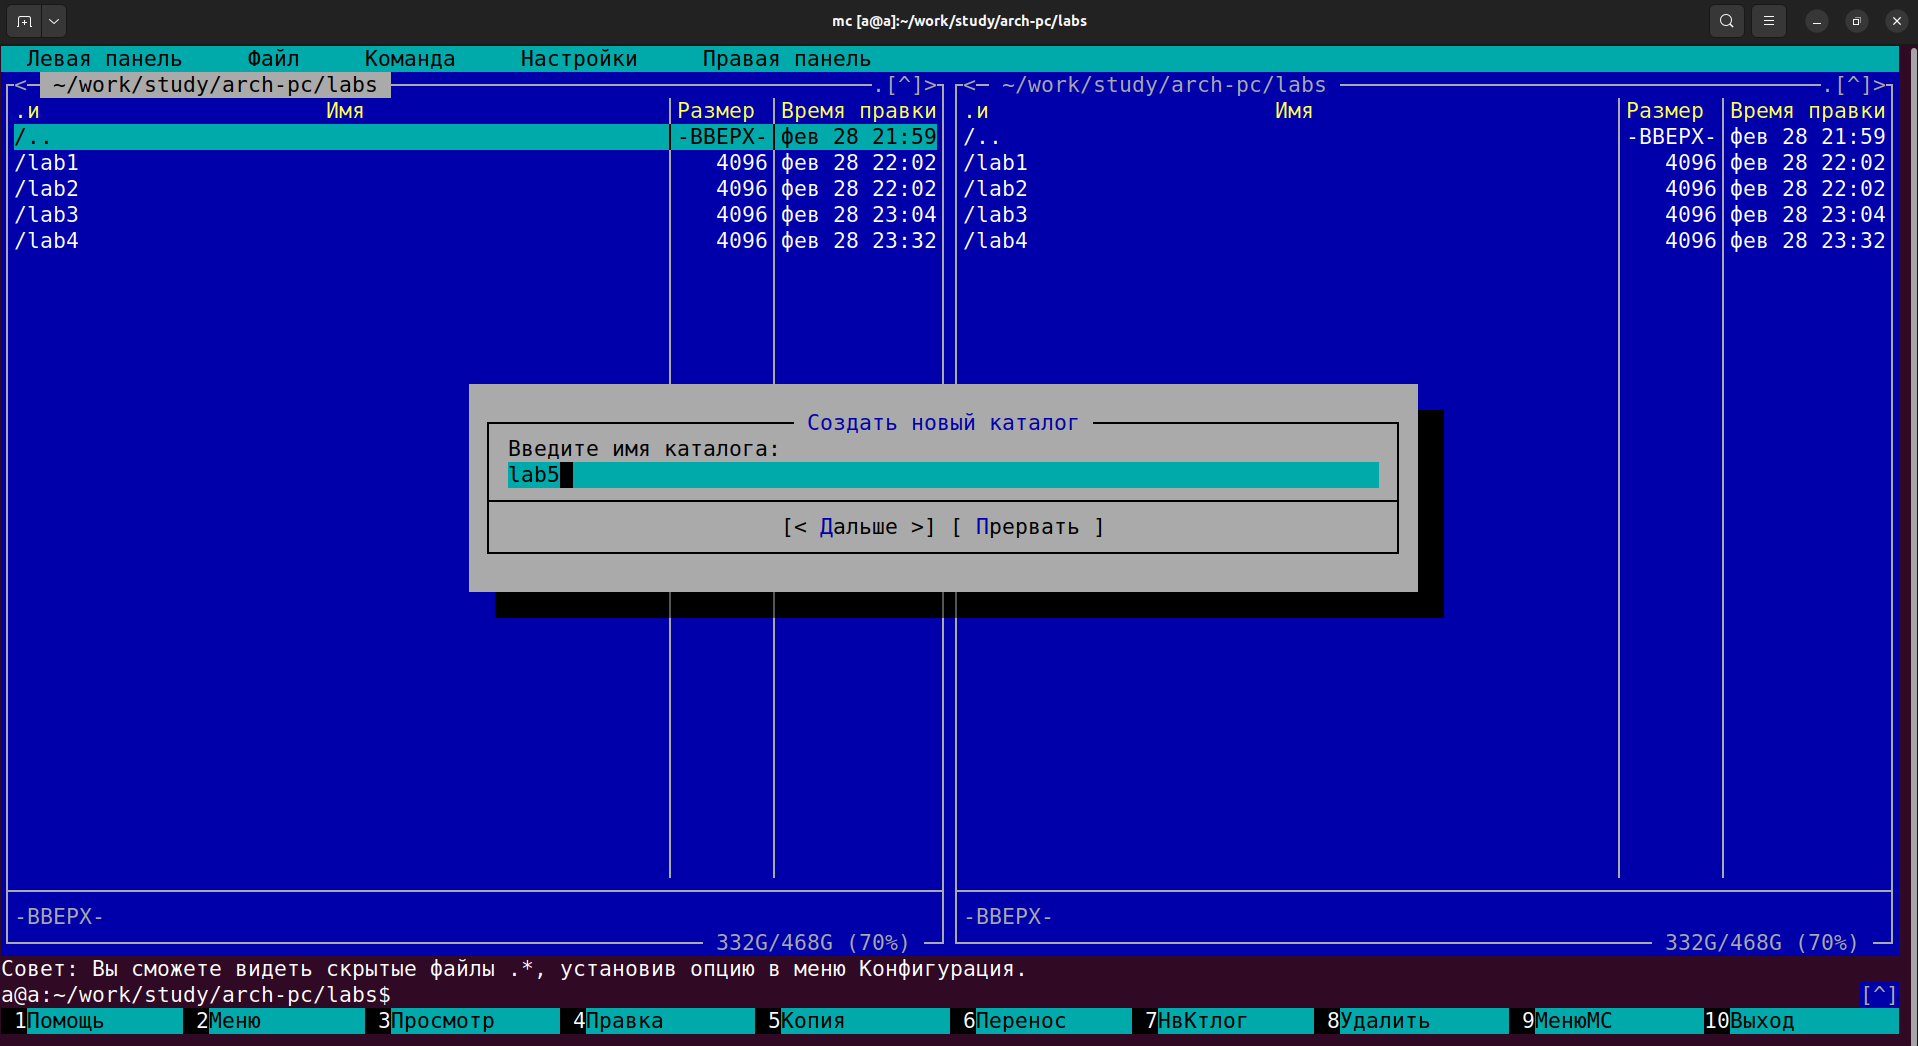 mc [a@a]:~/work/study/arch-pc/labs
Левая панель Файл Команда Настройки Правая панель
<─ ~/work/study/arch-pc/labs .[^]> <─ ~/work/study/arch-pc/labs .[^]>
.и Имя Размер Время правки .и Имя Размер Время правки
/.. -ВВЕРХ- фев 28 21:59 /.. -ВВЕРХ- фев 28 21:59
/lab1 4096 фев 28 22:02 /lab1 4096 фев 28 22:02
/lab2 4096 фев 28 22:02 /lab2 4096 фев 28 22:02
/lab3 4096 фев 28 23:04 /lab3 4096 фев 28 23:04
/lab4 4096 фев 28 23:32 /lab4 4096 фев 28 23:32
Создать новый каталог
Введите имя каталога:
lab5
[< Дальше >] [ Прервать ]
-ВВЕРХ- -ВВЕРХ-
332G/468G (70%) 332G/468G (70%)
Совет: Вы сможете видеть скрытые файлы .*, установив опцию в меню Конфигурация.
a@a:~/work/study/arch-pc/labs$ [^]
1Помощь 2Меню 3Просмотр 4Правка 5Копия 6Перенос 7НвКтлог 8Удалить 9МенюМС 10Выход